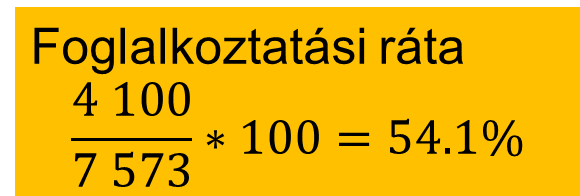 Foglalkoztatási ráta
4 100
7 573
* 100 = 54.1%